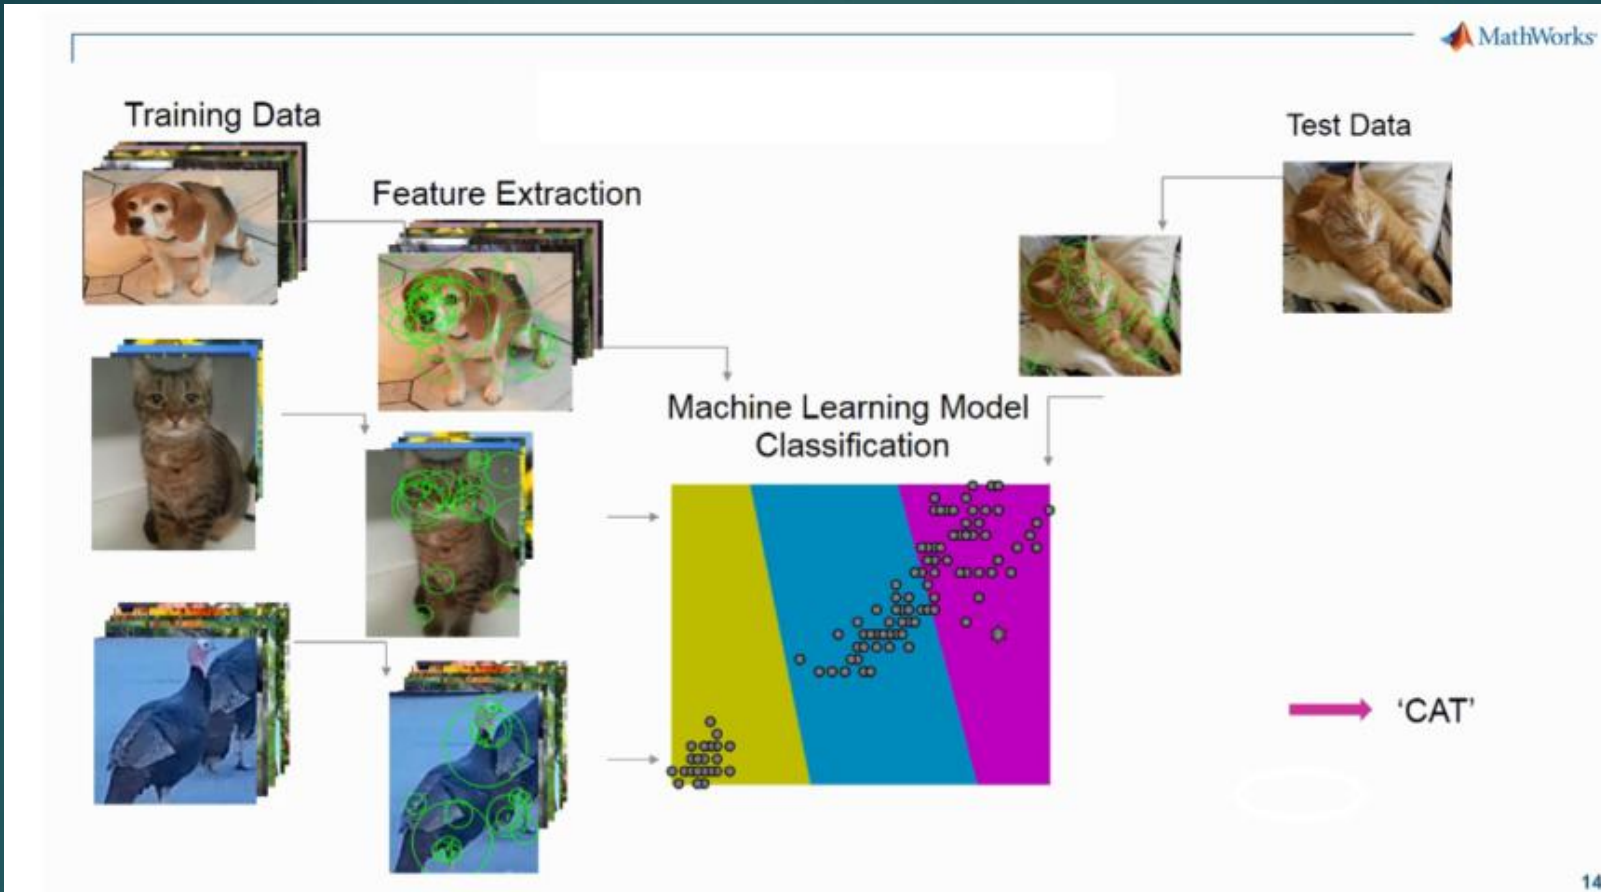 MathWorks
Training Data
Test Data
Feature Extraction
Machine Learning Model
Classification
‘CAT’
14